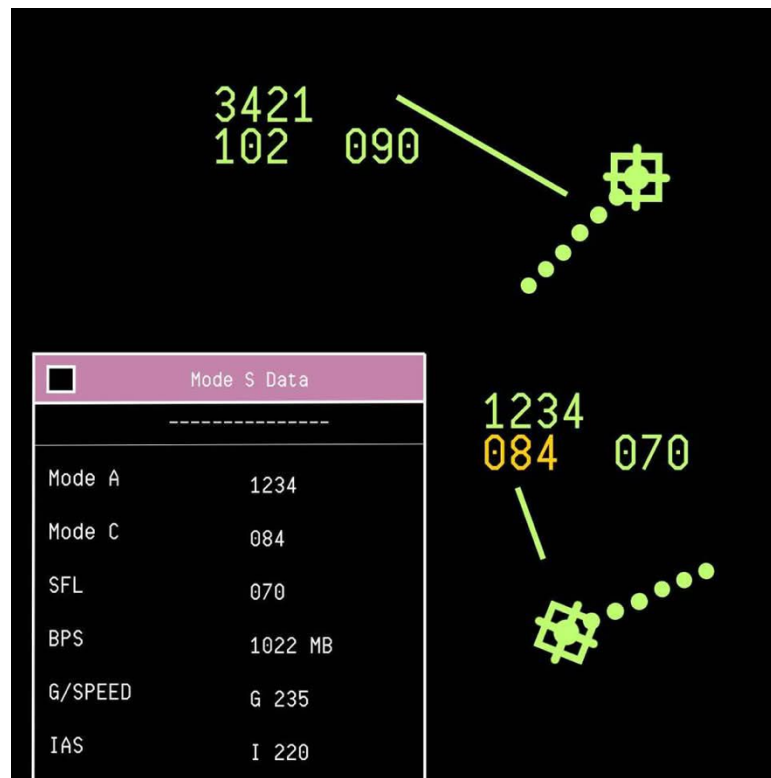 3421
102 090
Mode S Data
---------------
Mode A 1234
Mode C 084
SFL 070
BPS 1022 MB
G/SPEED G 235
IAS I 220
1234
084 070